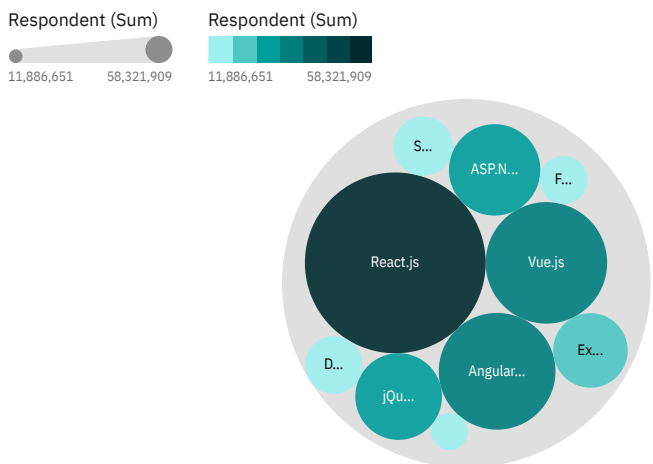 Respondent (Sum)
11,886,651 58,321,909
Respondent (Sum)
11,886,651 58,321,909
S...
ASP.N...
F...
React.js
Vue.js
Ex...
D...
Angular...
jQu...